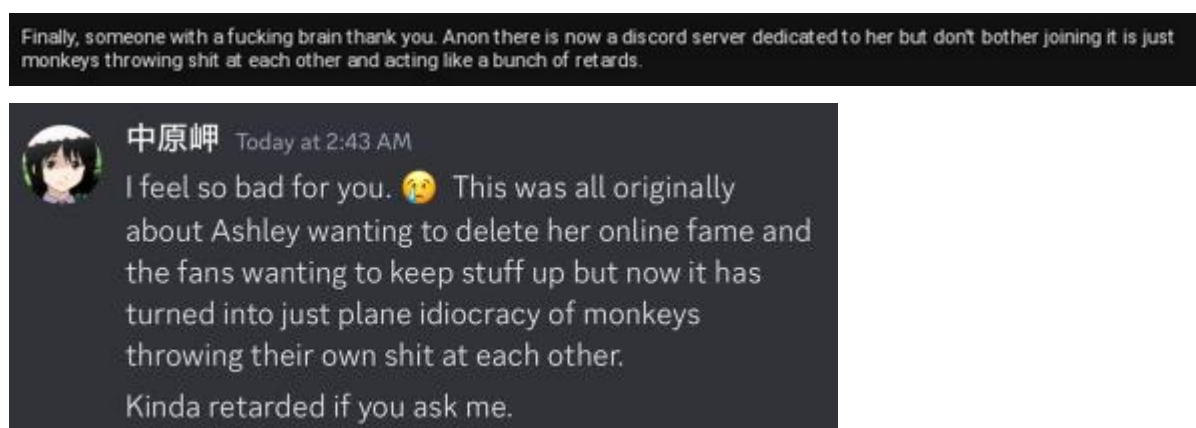 Finally, someone with a fucking brain thank you. Anon there is now a discord server dedicated to her but don't bother joining it is just
monkeys throwing shit at each other and acting like a bunch of retards.
中原岬 Today at 2:43 AM
I feel so bad for you. 😢 This was all originally
about Ashley wanting to delete her online fame and
the fans wanting to keep stuff up but now it has
turned into just plane idiocracy of monkeys
throwing their own shit at each other.
Kinda retarded if you ask me.